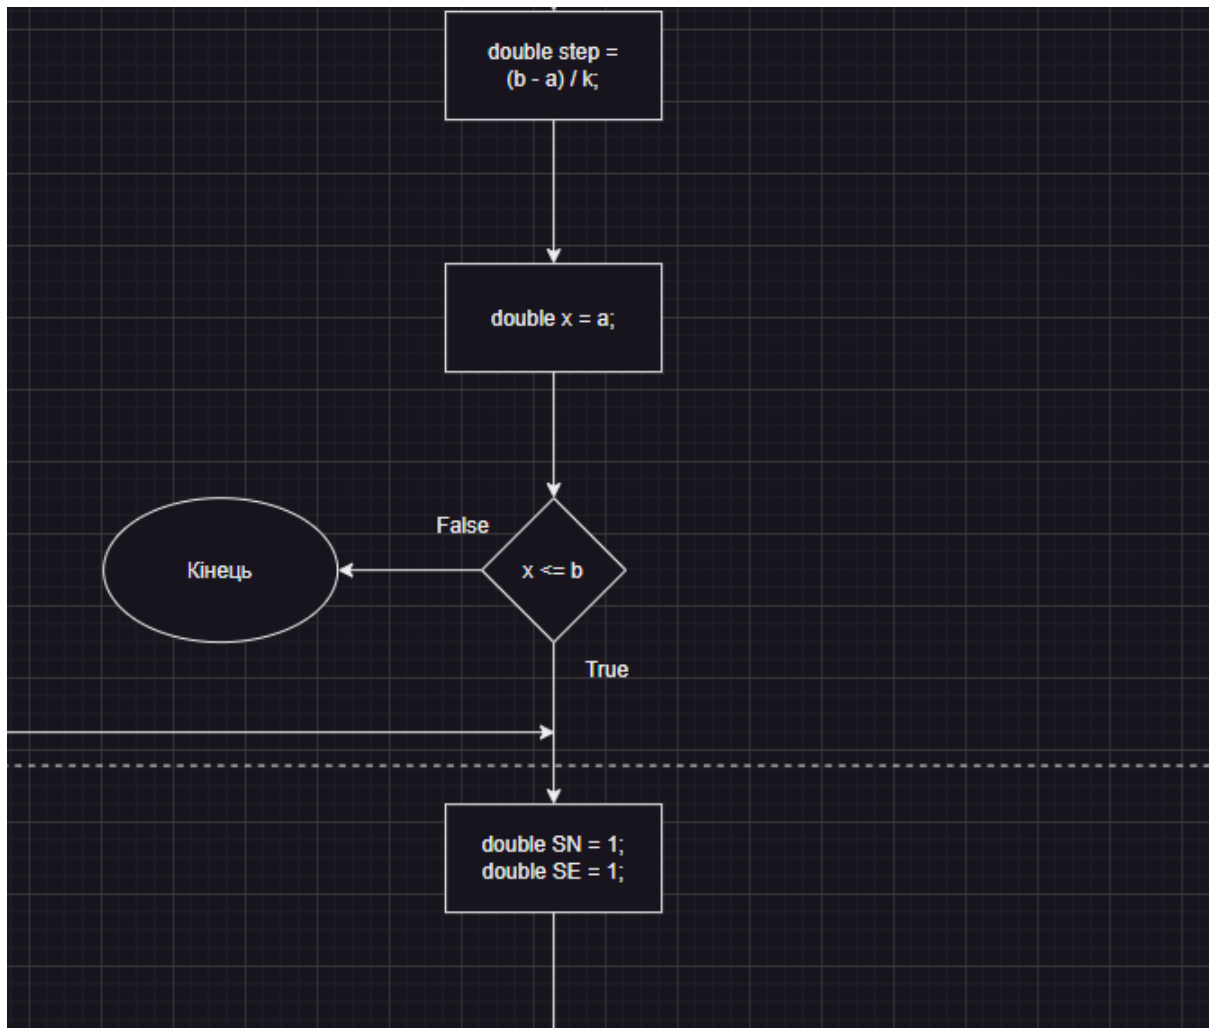 double step =
(b - a) / k;
double x = a;
False
Кінець
x <= b
True
double SN = 1;
double SE = 1;